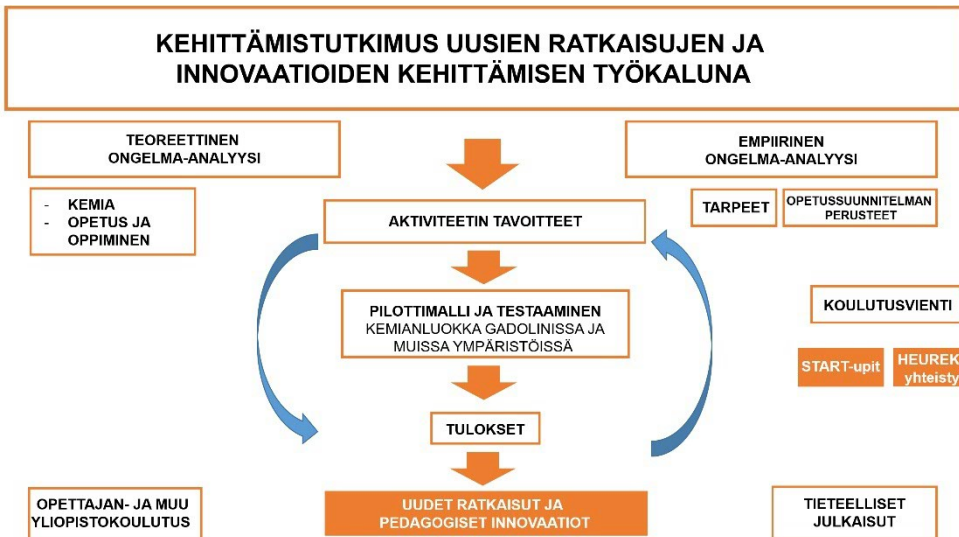 KEHITTÄMISTUTKIMUS UUSIEN RATKAISUJEN JA
INNOVAATIOIDEN KEHITTÄMISEN TYÖKALUNA
TEOREETTINEN
ONGELMA-ANALYYSI
EMPIIRINEN
ONGELMA-ANALYYSI
- KEMIA
- OPETUS JA
OPPIMINEN
AKTIVITEETIN TAVOITTEET
TARPEET
OPETUSSUUNNITELMAN
PERUSTEET
PILOTTIMALLI JA TESTAAMINEN
KEMIANLUOKKA GADOLINISSA JA
MUISSA YMPÄRISTÖISSÄ
KOULUTUSVIENTI
START-upit
HEUREK
yhteisty
TULOKSET
OPETTAJAN- JA MUU
YLIOPISTOKOULUTUS
UUDET RATKAISUT JA
PEDAGOGISET INNOVAATIOT
TIETEELLISET
JULKAISUT